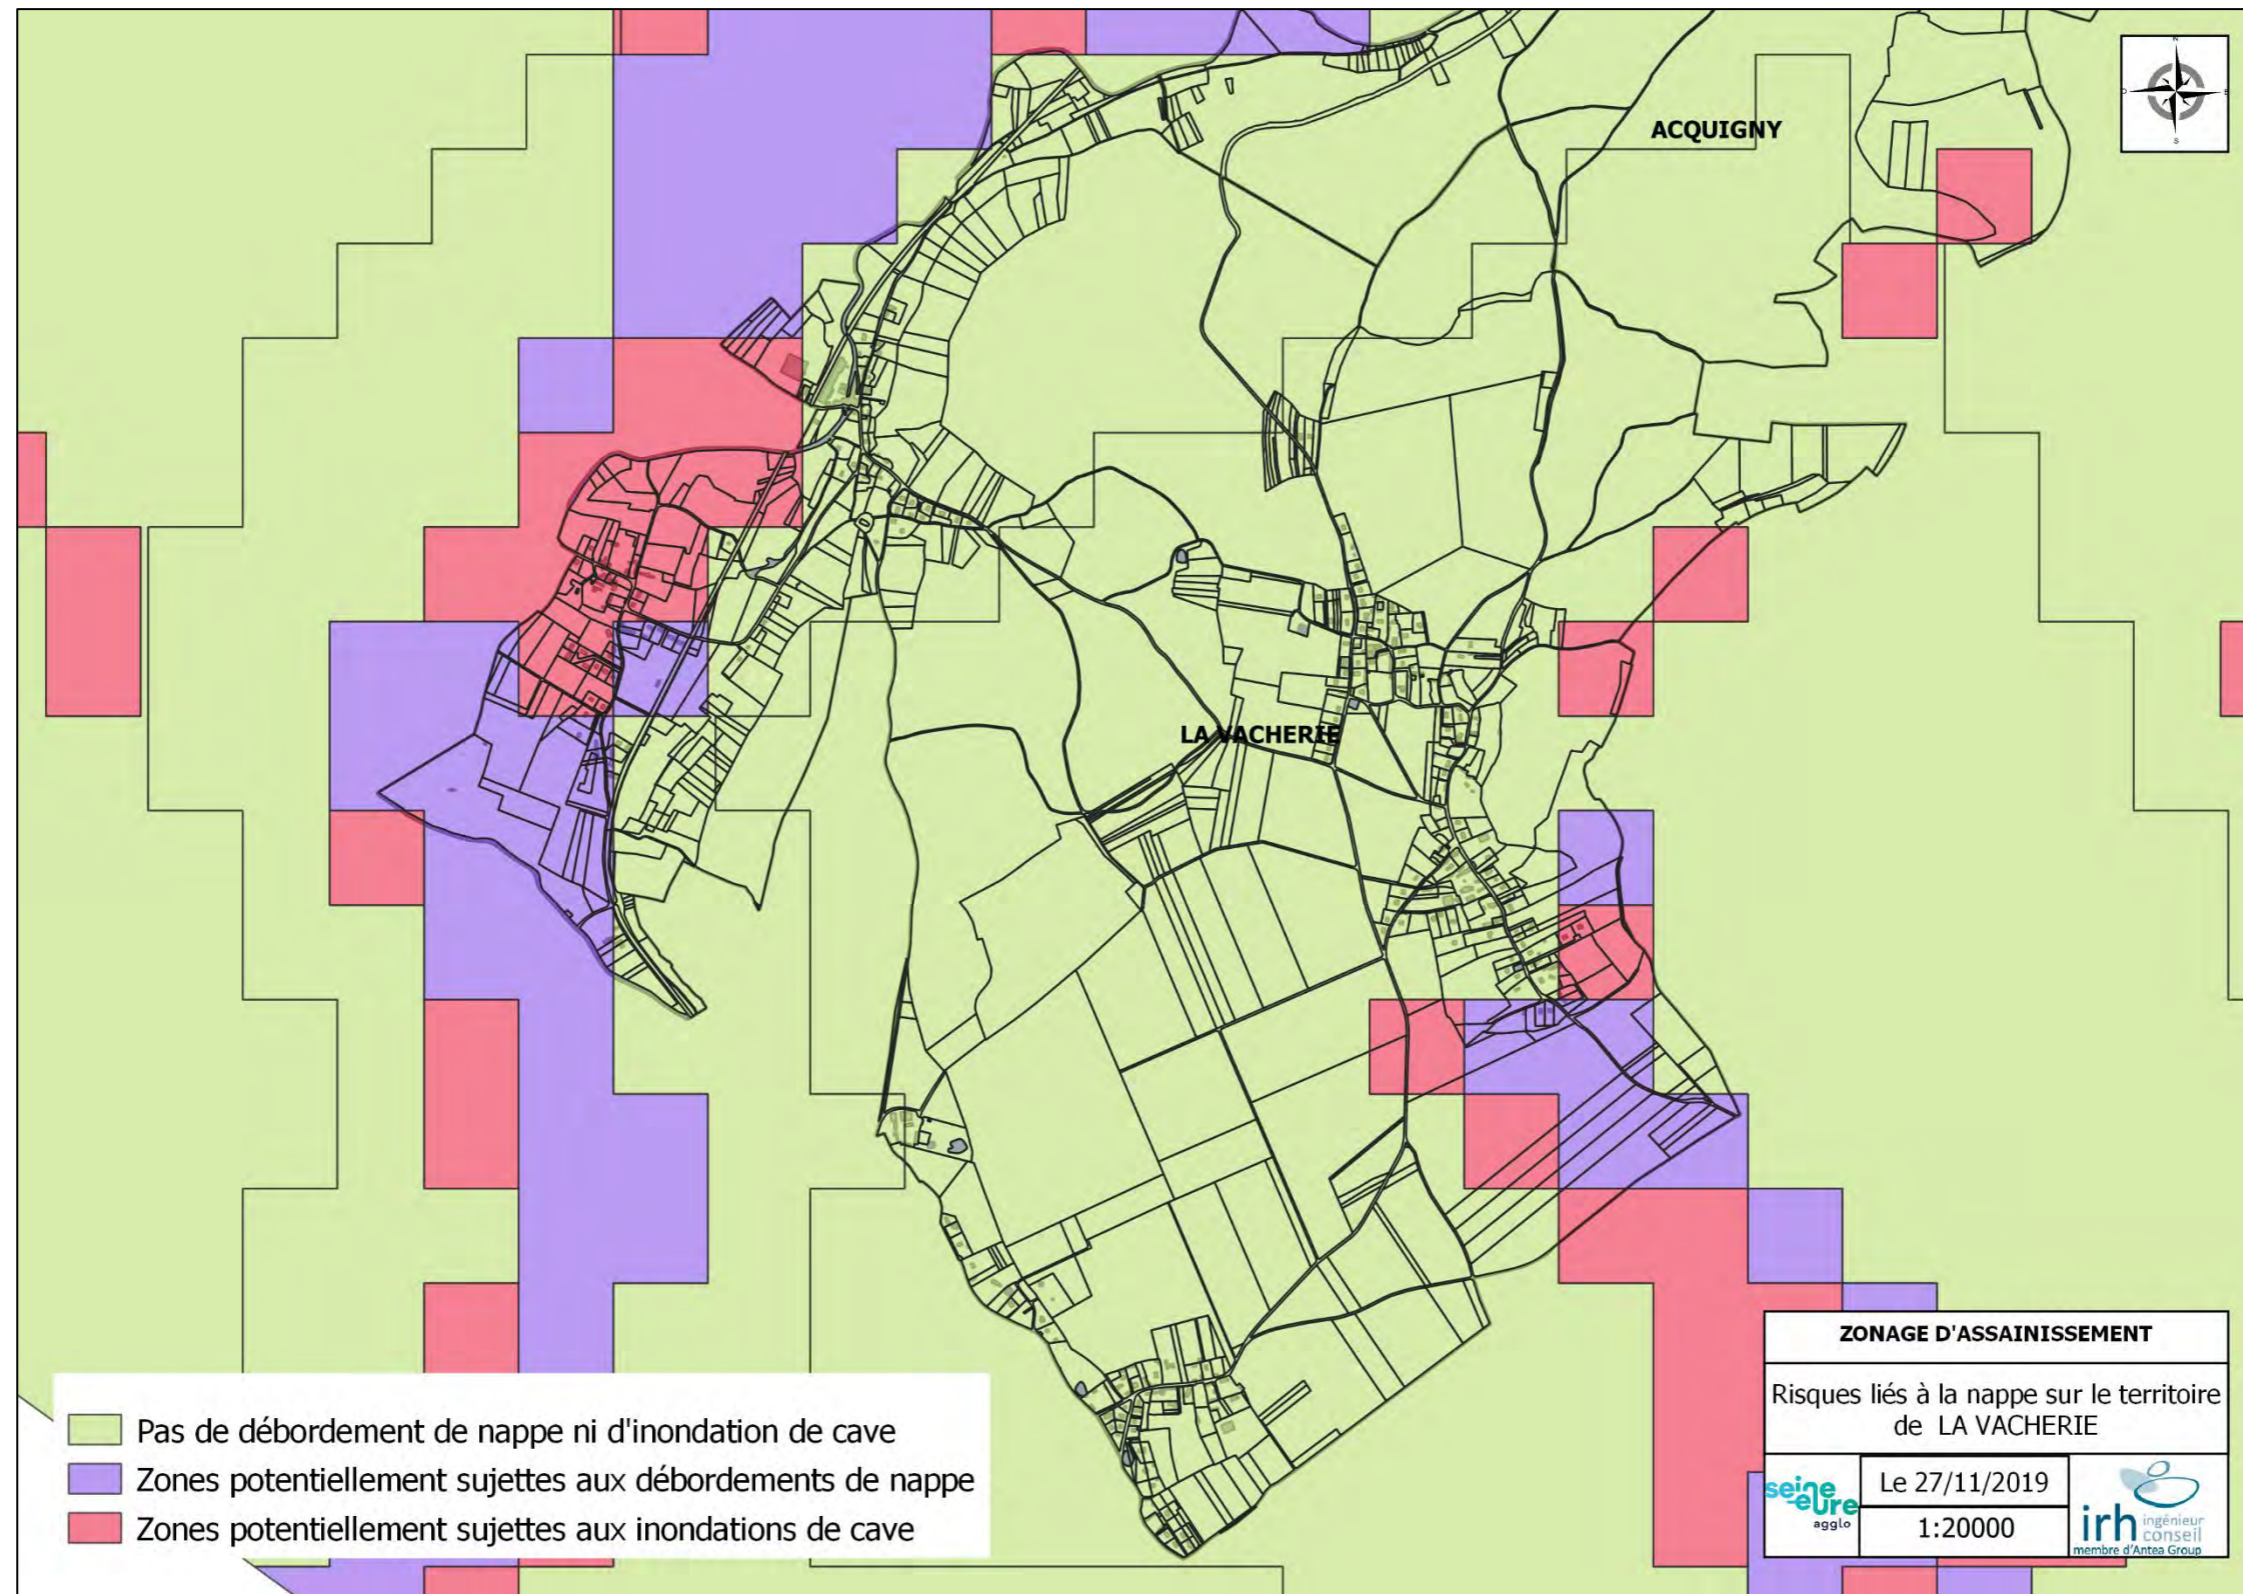 N
O
E
S
ACQUIGNY
LA VACHERIE
Pas de débordement de nappe ni d'inondation de cave
Zones potentiellement sujettes aux débordements de nappe
Zones potentiellement sujettes aux inondations de cave
ZONAGE D'ASSAINISSEMENT
Risques liés à la nappe sur le territoire
de LA VACHERIE
seine
-eure
agglo
Le 27/11/2019
1:20000
irh ingénieur
conseil
membre d'Antea Group